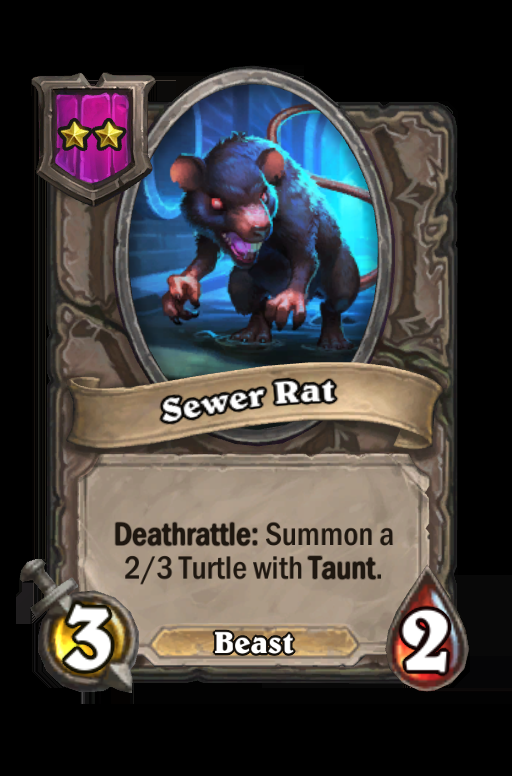 Sewer Rat
Deathrattle: Summon a
2/3 Turtle with Taunt.
3
Beast
2